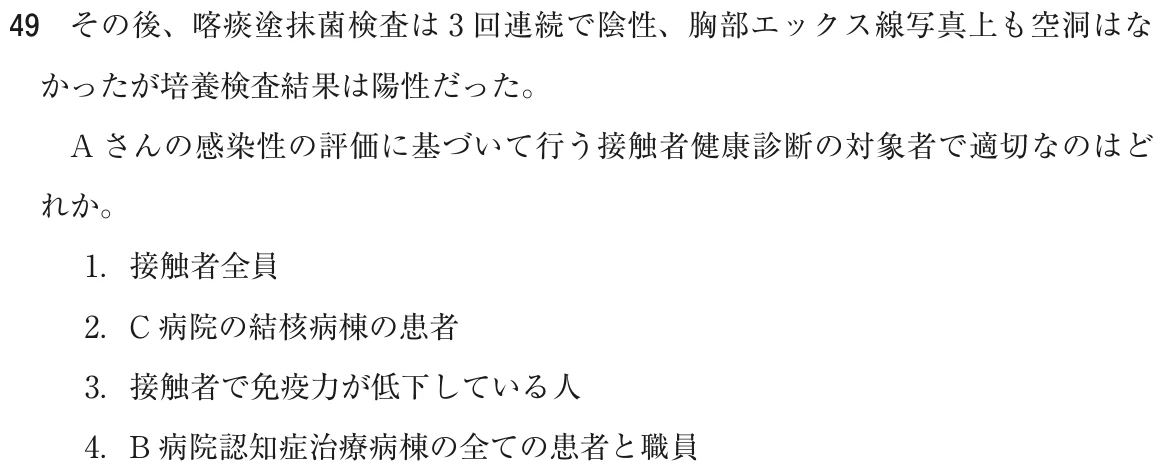 49 その後、喀痰塗抹菌検査は3回連続で陰性、胸部エックス線写真上も空洞はな
かったが培養検査結果は陽性だった。
Aさんの感染性の評価に基づいて行う接触者健康診断の対象者で適切なのはど
れか。
1. 接触者全員
2. C病院の結核病棟の患者
3. 接触者で免疫力が低下している人
4. B病院認知症治療病棟の全ての患者と職員